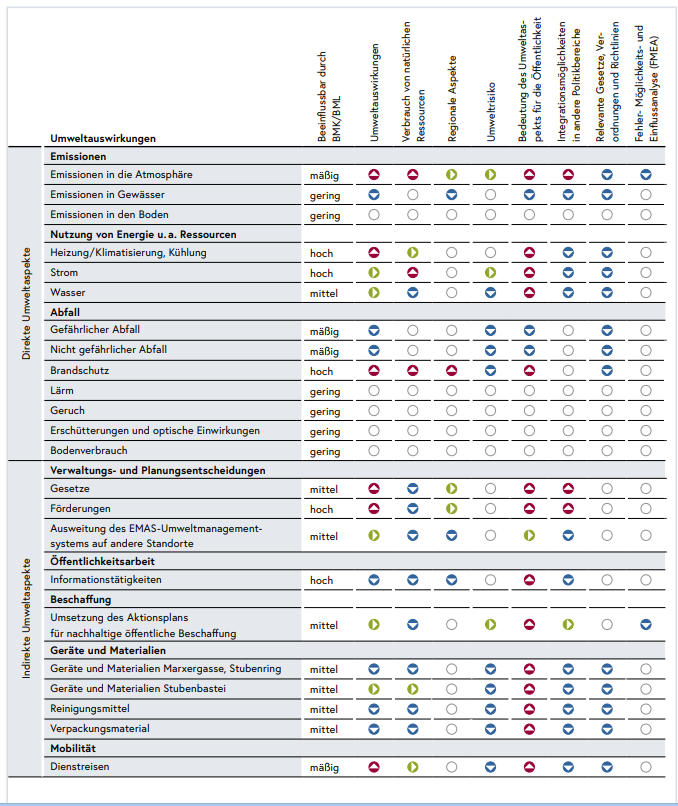 Umweltauswirkungen
Beeinflussbar durch
BMK/BML
Umweltauswirkungen
Verbrauch von natürlichen
Ressourcen
Regionale Aspekte
Umweltrisiko
Bedeutung des Umweltas-
pekts für die Öffentlichkeit
Integrationsmöglichkeiten
in andere Politikbereiche
Relevante Gesetze, Ver-
ordnungen und Richtlinien
Fehler- Möglichkeits- und
Einflussanalyse (FMEA)
Direkte Umweltaspekte
Emissionen
Emissionen in die Atmosphäre mäßig
Emissionen in Gewässer gering
Emissionen in den Boden gering
Nutzung von Energie u. a. Ressourcen
Heizung/Klimatisierung, Kühlung hoch
Strom hoch
Wasser mittel
Abfall
Gefährlicher Abfall mäßig
Nicht gefährlicher Abfall mäßig
Brandschutz hoch
Lärm gering
Geruch gering
Erschütterungen und optische Einwirkungen gering
Bodenverbrauch gering
Indirekte Umweltaspekte
Verwaltungs- und Planungsentscheidungen
Gesetze mittel
Förderungen hoch
Ausweitung des EMAS-Umweltmanagement-
systems auf andere Standorte mittel
Öffentlichkeitsarbeit
Informationstätigkeiten hoch
Beschaffung
Umsetzung des Aktionsplans
für nachhaltige öffentliche Beschaffung mittel
Geräte und Materialien
Geräte und Materialien Marxergasse, Stubenring mittel
Geräte und Materialien Stubenbastei mittel
Reinigungsmittel mittel
Verpackungsmaterial mittel
Mobilität
Dienstreisen mäßig